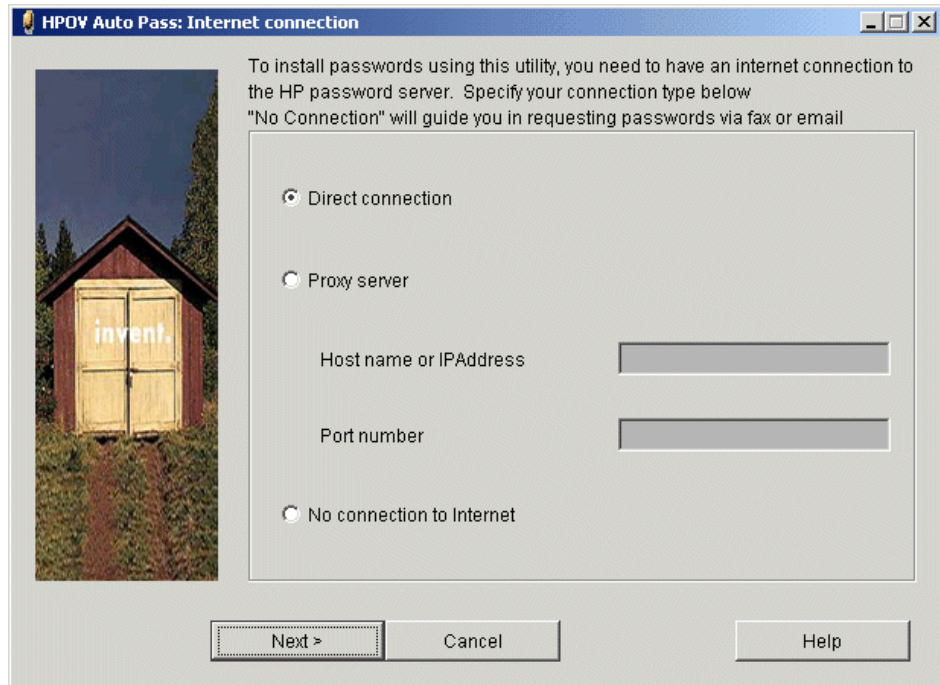 HPOV Auto Pass: Internet connection
To install passwords using this utility, you need to have an internet connection to
the HP password server.  Specify your connection type below
"No Connection" will guide you in requesting passwords via fax or email
Direct connection
Proxy server
invent.
Host name or IPAddress
Port number
No connection to Internet
Next >
Cancel
Help